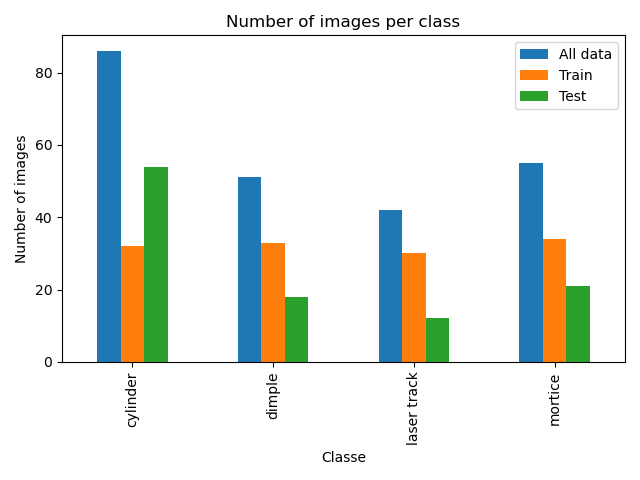 Number of images per class
All data
Train
Test
Number of images
80
60
40
20
0
cylinder
dimple
laser track
mortice
Classe